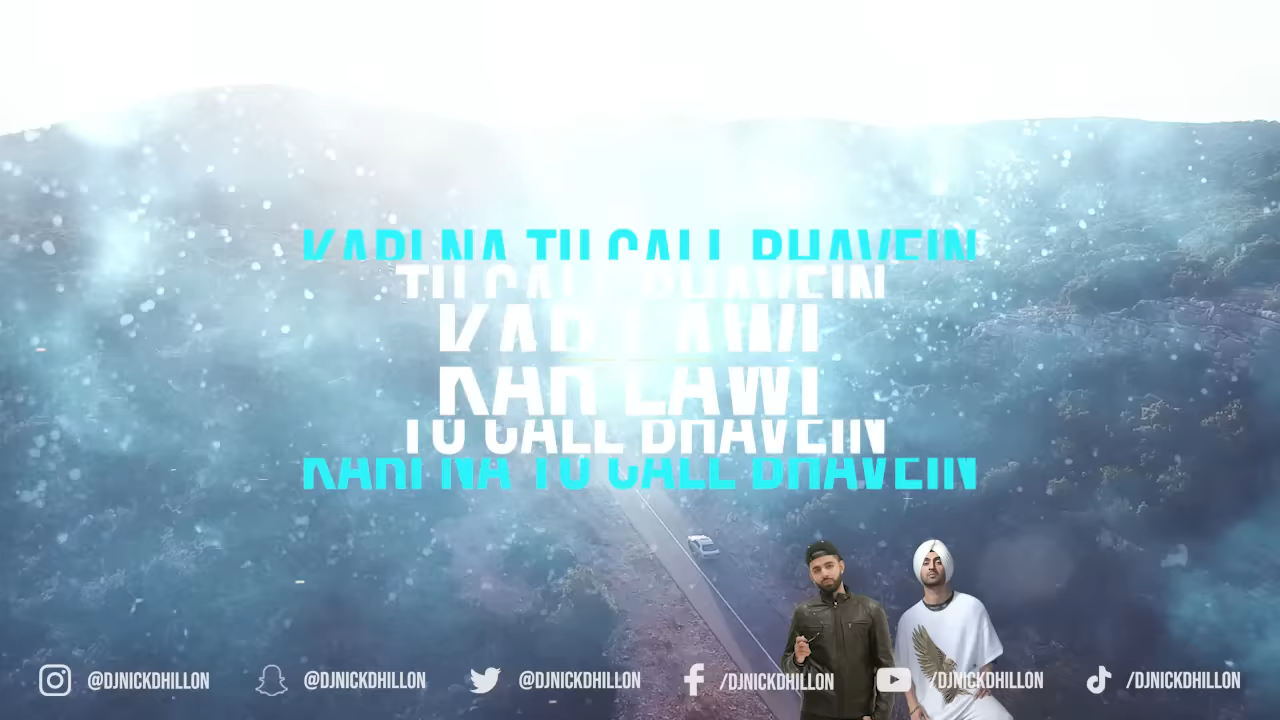 KARI NA TU CALL BHAVEIN
TU CALL BHAVEIN
KAR LAWI
KAR LAWI
TU CALL BHAVEIN
KARI NA TU CALL BHAVEIN
@DJNICKDHILLON @DJNICKDHILLON @DJNICKDHILLON /DJNICKDHILLON /DJNICKDHILLON /DJNICKDHILLON